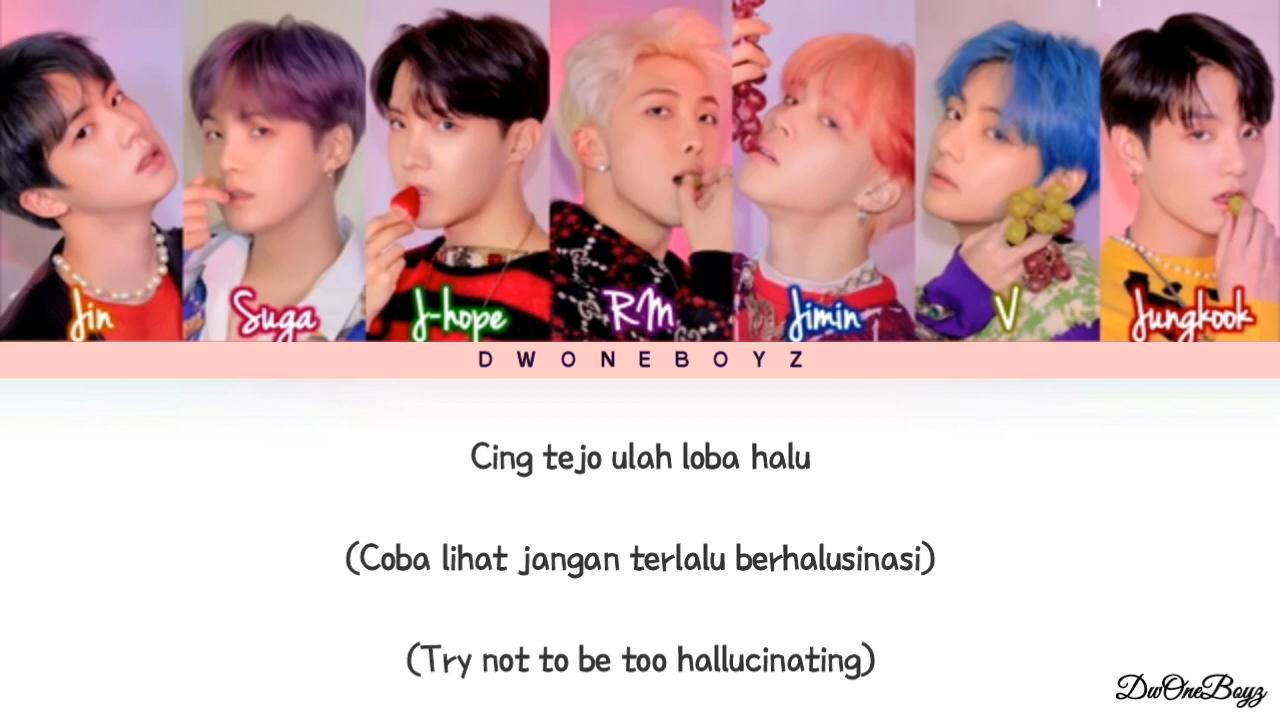 Jin Suga J-hope RM Jimin V Jungkook
DWONEBOYZ
Cing tejo ulah loba halu
(Coba lihat jangan terlalu berhalusinasi)
(Try not to be too hallucinating)
DwOneBoyz